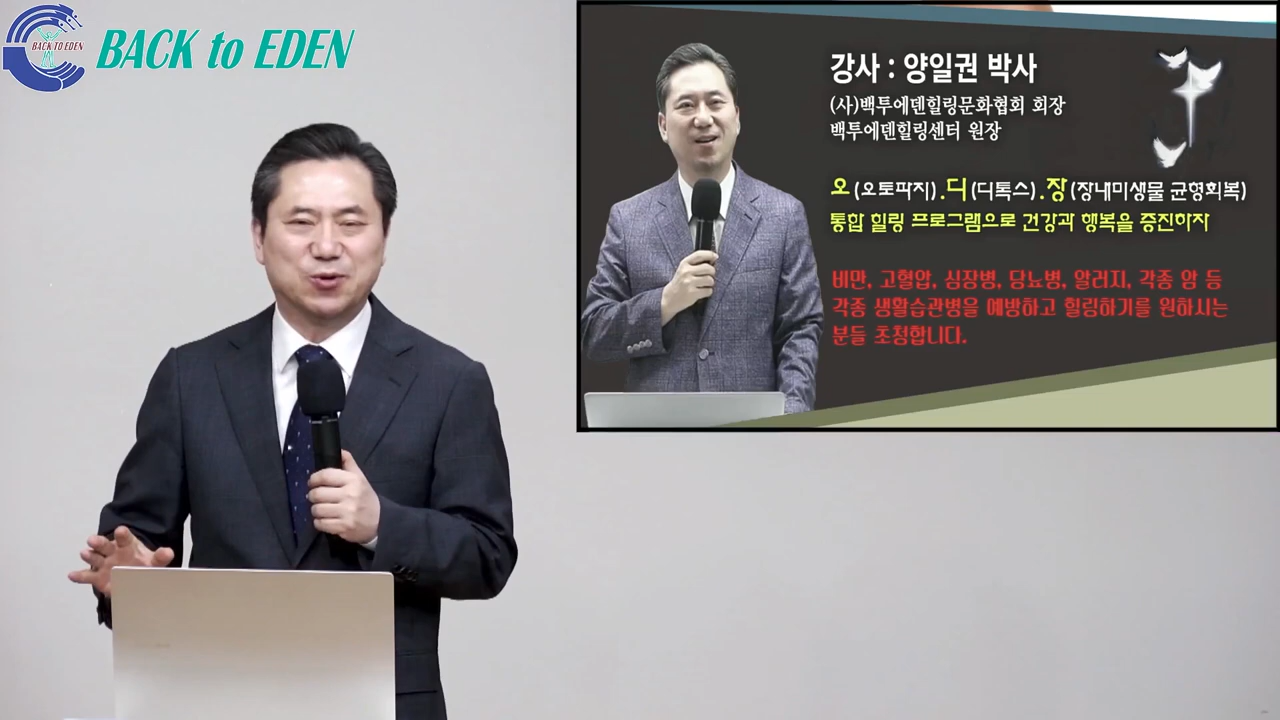 BACK TO EDEN
BACK to EDEN
강사 : 양일권 박사
(사)백투에덴힐링문화협회 회장
백투에덴힐링센터 원장
오(오토파지).디(디톡스).장(장내미생물 균형회복)
통합 힐링 프로그램으로 건강과 행복을 증진하자
비만, 고혈압, 심장병, 당뇨병, 알러지, 각종 암 등
각종 생활습관병을 예방하고 힐링하기를 원하시는
분들 초청합니다.